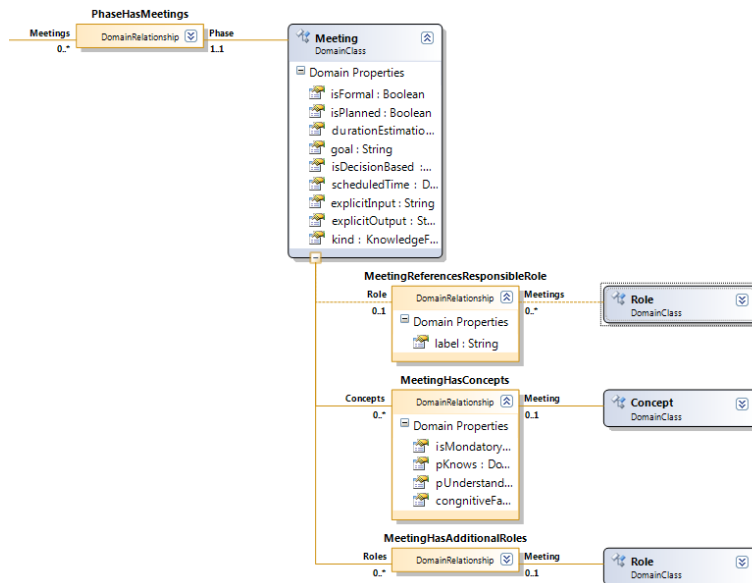 PhaseHasMeetings
Meetings DomainRelationship Phase
0..* 1..1
Meeting
DomainClass
Domain Properties
isFormal : Boolean
isPlanned : Boolean
durationEstimatio...
goal : String
isDecisionBased :...
scheduledTime : D...
explicitInput : String
explicitOutput : St...
kind : KnowledgeF...
MeetingReferencesResponsibleRole
Role DomainRelationship Meetings
0..1 0..*
Domain Properties
label : String
Role
DomainClass
MeetingHasConcepts
Concepts DomainRelationship Meeting
0..* 0..1
Domain Properties
isMondatory...
pKnows : Do...
pUnderstand...
congnitiveFa...
Concept
DomainClass
MeetingHasAdditionalRoles
Roles DomainRelationship Meeting
0..* 0..1
Role
DomainClass